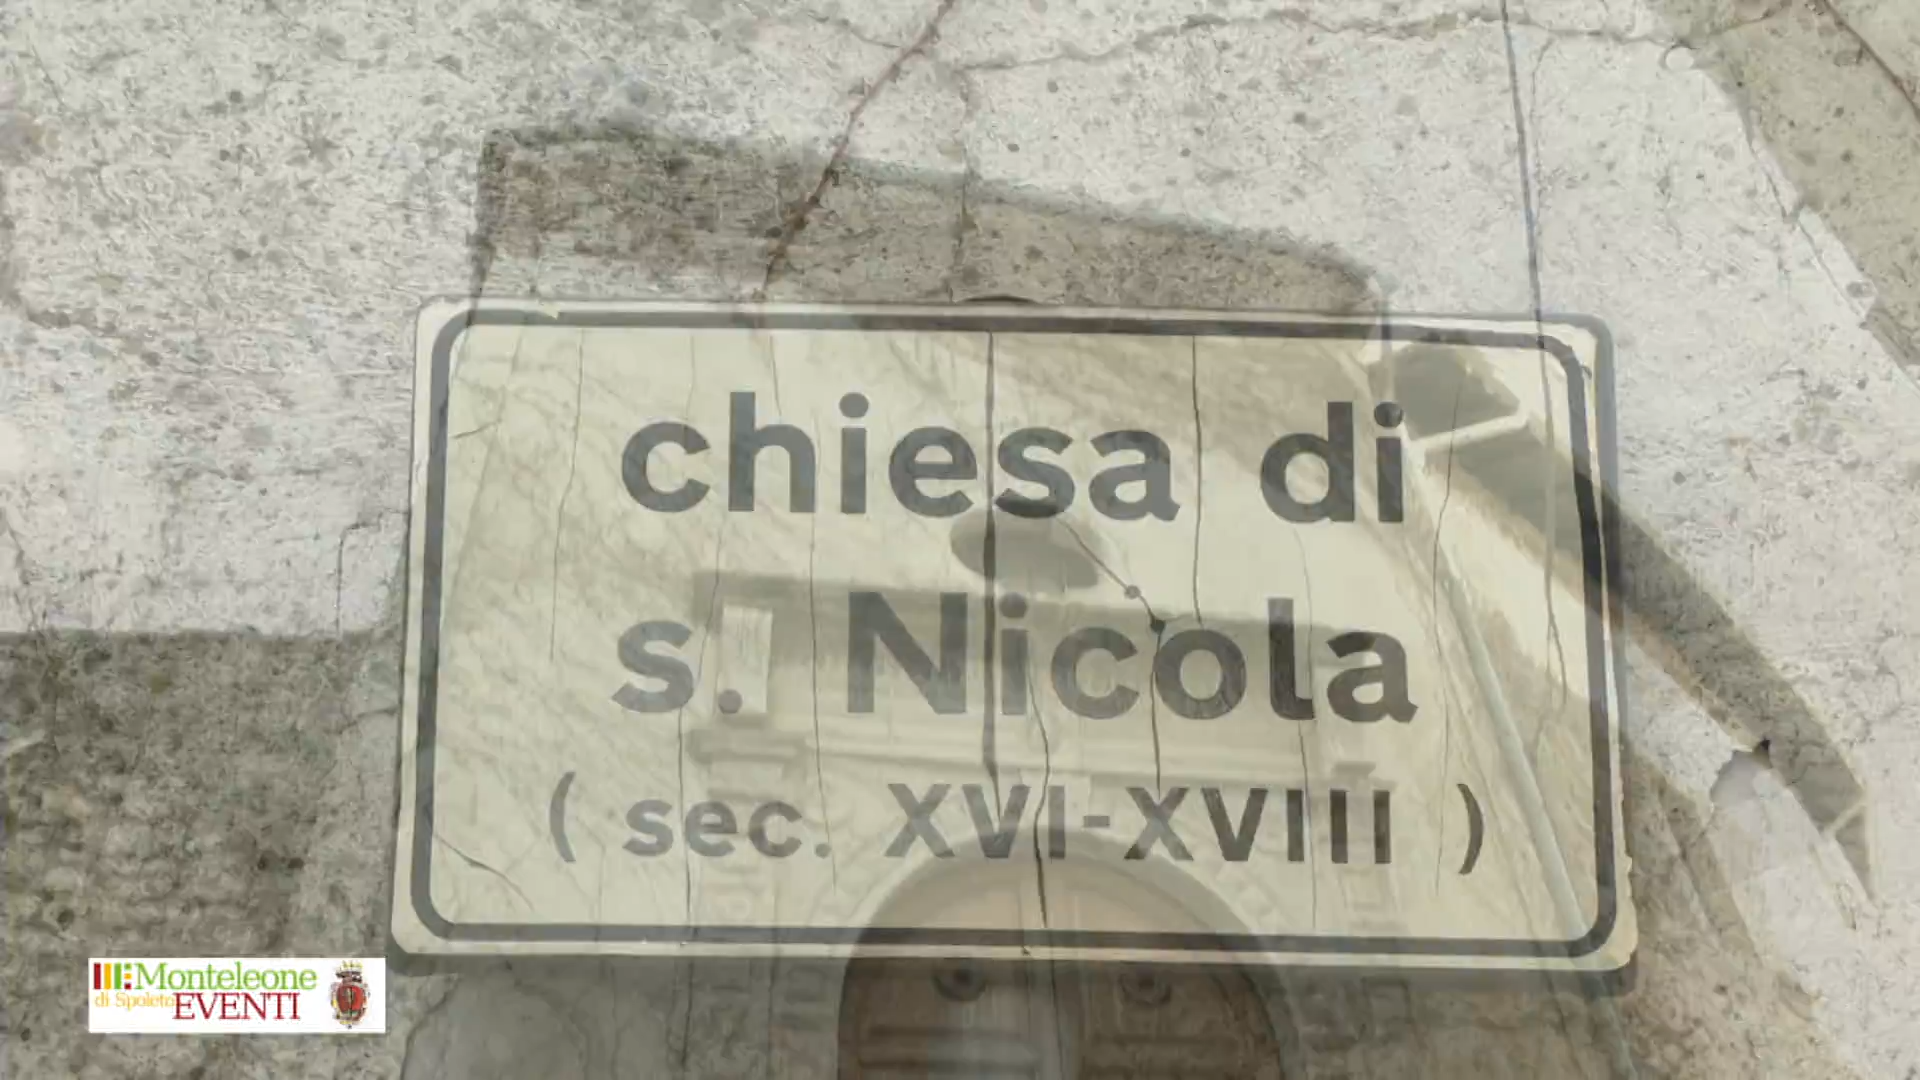 chiesa di
s. Nicola
( sec. XVI-XVIII )
Monteleone
di Spoleto
EVENTI